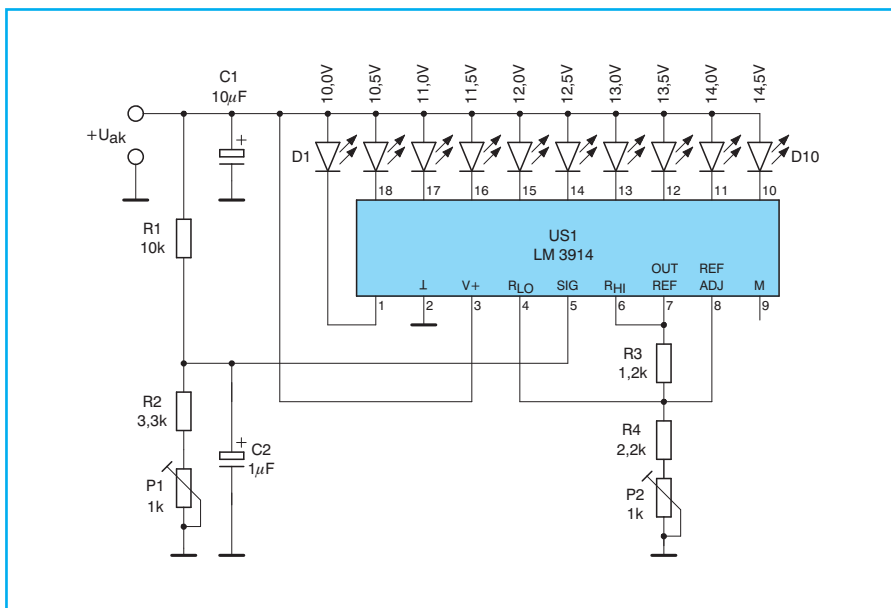 C1
10µF
10,0V
10,5V
11,0V
11,5V
12,0V
12,5V
13,0V
13,5V
14,0V
14,5V
+Uak
D1
D10
18 17 16 15 14 13 12 11 10
R1
10k
US1
LM 3914
OUT REF
⊥ V+ RLO SIG RHI REF ADJ M
1 2 3 4 5 6 7 8 9
R3
1,2k
R2
3,3k
C2
1µF
R4
2,2k
P1
1k
P2
1k
+
+